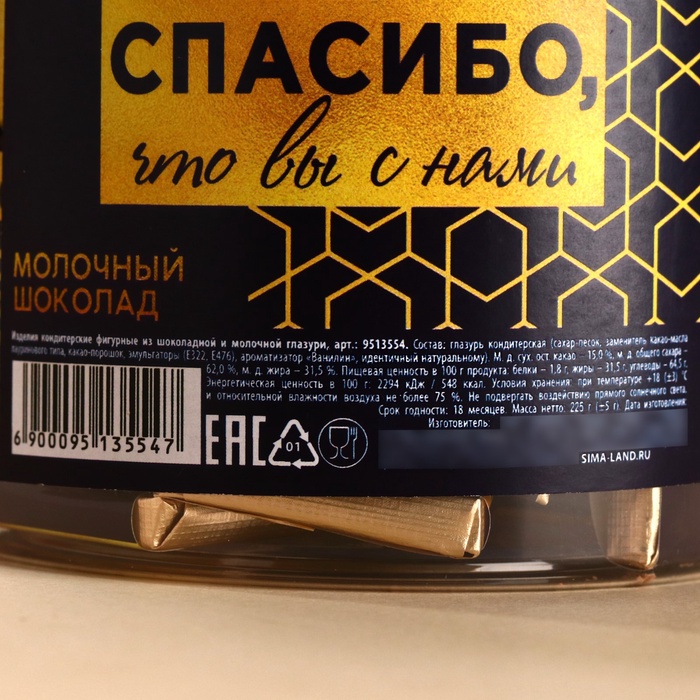 СПАСИБО,
что вы с нами
МОЛОЧНЫЙ
ШОКОЛАД
Изделия кондитерские фигурные из шоколадной и молочной глазури, арт.: 9513554. Состав: глазурь кондитерская (сахар-песок, заменитель какао-масла
лауринового типа, какао-порошок, эмульгаторы (Е322, Е476), ароматизатор «Ванилин», идентичный натуральному). М. д. сух. ост. какао – 15,0 %, м. д. общего сахара –
62,0 %, м. д. жира – 31,5 %. Пищевая ценность в 100 г продукта: белки – 1,8 г, жиры – 31,5 г, углеводы – 64,5 г.
Энергетическая ценность в 100 г: 2294 кДж / 548 ккал. Условия хранения: при температуре +18 (±3) °С
и относительной влажности воздуха не более 75 %. Не подвергать воздействию прямого солнечного света.
Срок годности: 18 месяцев. Масса нетто: 225 г (±5 г). Дата изготовления:
Изготовитель:
6 900095 135547
EAC
01
SIMA-LAND.RU